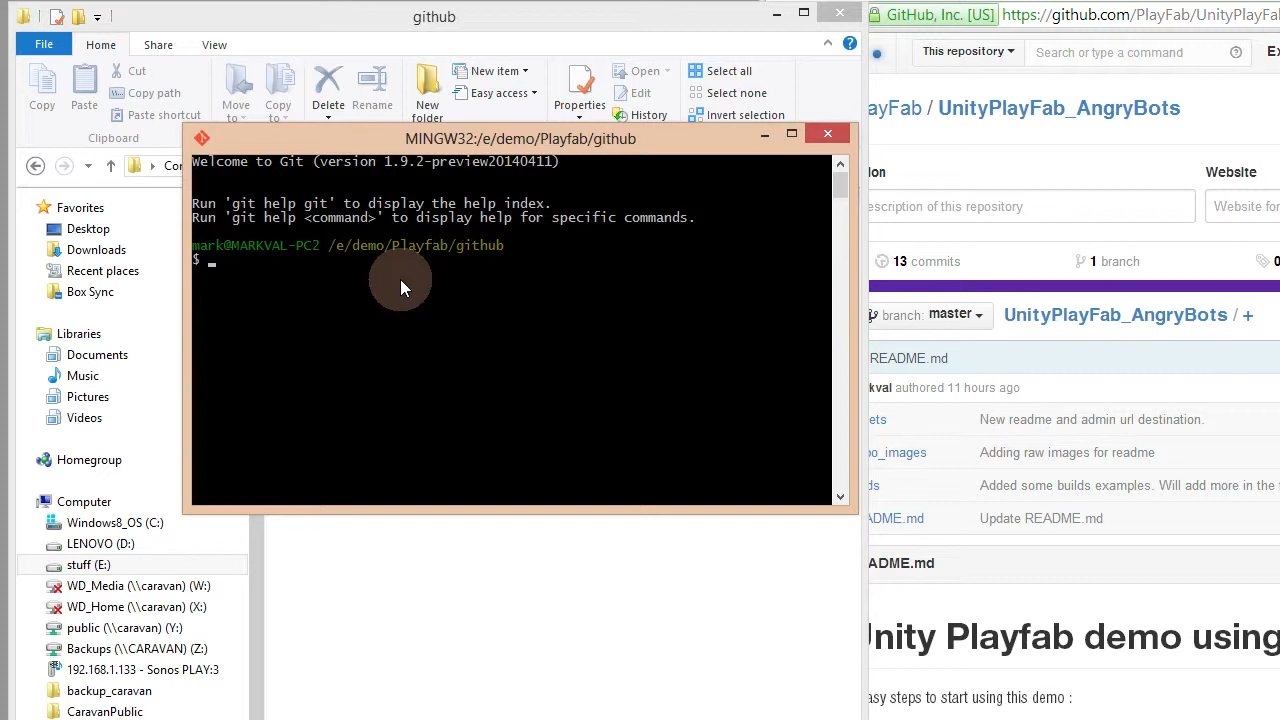 github
File
Home
Share
View
Copy
Paste
Cut
Copy path
Paste shortcut
Clipboard
Move
to
Copy
to
Delete
Rename
New
Folder
New item
Easy access
Properties
Open
Edit
History
Select all
Select none
Invert selection
MINGW32:/e/demo/Playfab/github
Welcome to Git (version 1.9.2-preview20140411)
Run 'git help git' to display the help index.
Run 'git help <command>' to display help for specific commands.
mark@MARKVAL-PC2 /e/demo/Playfab/github
$
Favorites
Desktop
Downloads
Recent places
Box Sync
Libraries
Documents
Music
Pictures
Videos
Homegroup
Computer
Windows8_OS (C:)
LENOVO (D:)
stuff (E:)
WD_Media (\\caravan) (W:)
WD_Home (\\caravan) (X:)
public (\\caravan) (Y:)
Backups (\\CARAVAN) (Z:)
192.168.1.133 - Sonos PLAY:3
backup_caravan
CaravanPublic
GitHub, Inc. [US] https://github.com/PlayFab/UnityPlayFa
This repository
Search or type a command
Ex
ayFab / UnityPlayFab_AngryBots
Website
escription of this repository
Website for
13 commits
1 branch
branch: master
UnityPlayFab_AngryBots / +
README.md
kval authored 11 hours ago
ets New readme and admin url destination.
po_images Adding raw images for readme
ds Added some builds examples. Will add more in the
ADME.md Update README.md
ADME.md
Unity Playfab demo using
asy steps to start using this demo :